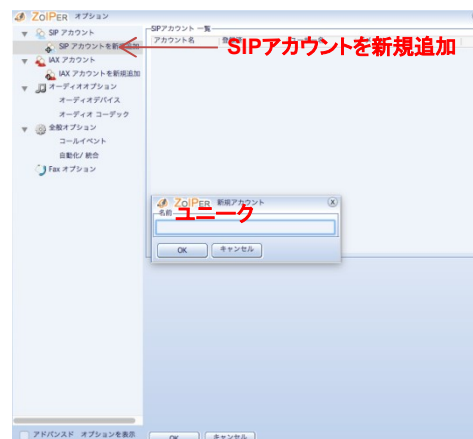 ZOIPER オプション
SIP アカウント
SIP アカウントを新規追加
IAX アカウント
IAX アカウントを新規追加
オーディオオプション
オーディオデバイス
オーディオ コーデック
全般オプション
コールイベント
自動化/ 統合
Fax オプション
アドバンスド オプションを表示
SIPアカウント 一覧
アカウント名
SIPアカウントを新規追加
ZOIPER 新規アカウント
名前
ユニーク
OK キャンセル
OK キャンセル